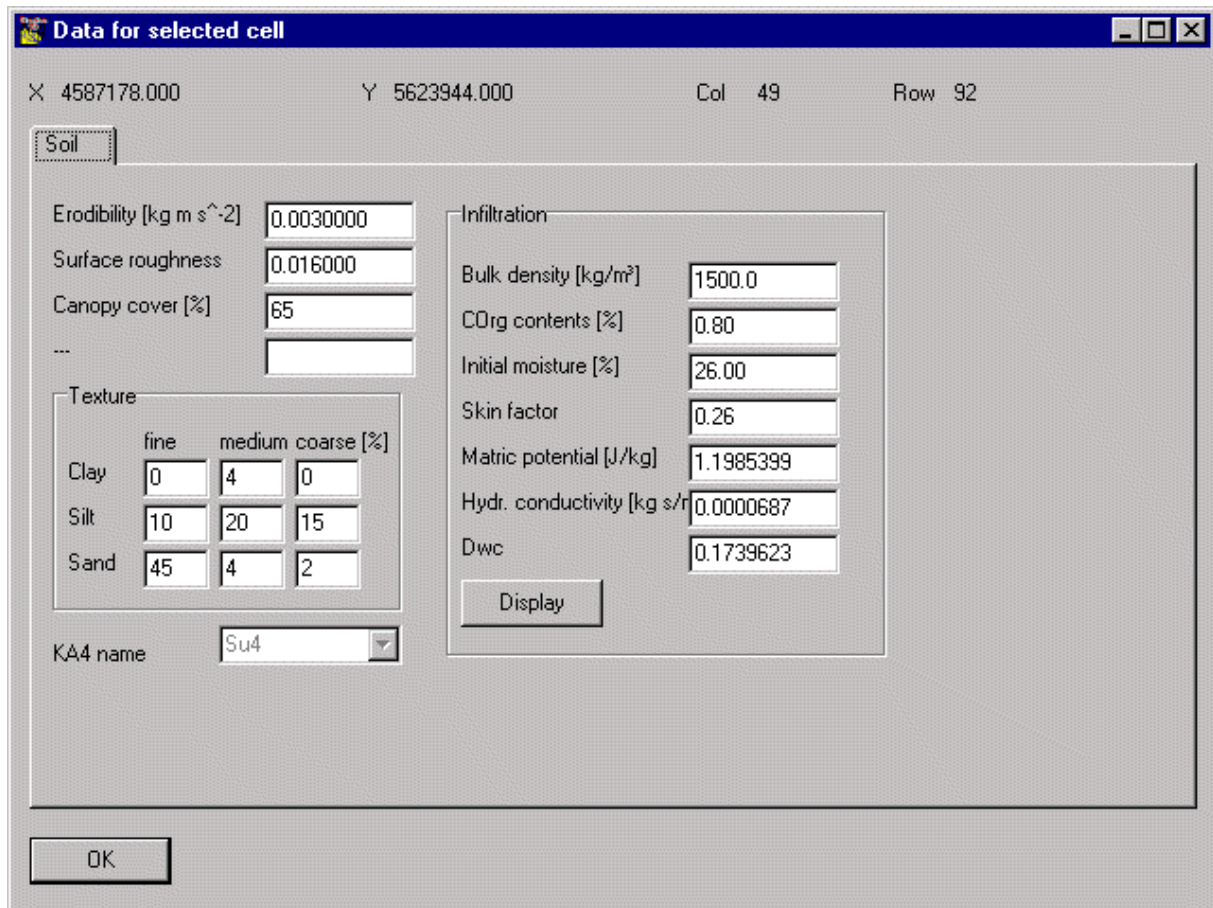 Data for selected cell
X 4587178.000 Y 5623944.000 Col 49 Row 92
Soil
Erodibility [kg m s^-2] 0.0030000
Surface roughness 0.016000
Canopy cover [%] 65
---
Texture
fine medium coarse [%]
Clay 0 4 0
Silt 10 20 15
Sand 45 4 2
KA4 name Su4
Infiltration
Bulk density [kg/m³] 1500.0
COrg contents [%] 0.80
Initial moisture [%] 26.00
Skin factor 0.26
Matric potential [J/kg] 1.1985399
Hydr. conductivity [kg s/r 0.0000687
Dwc 0.1739623
Display
OK